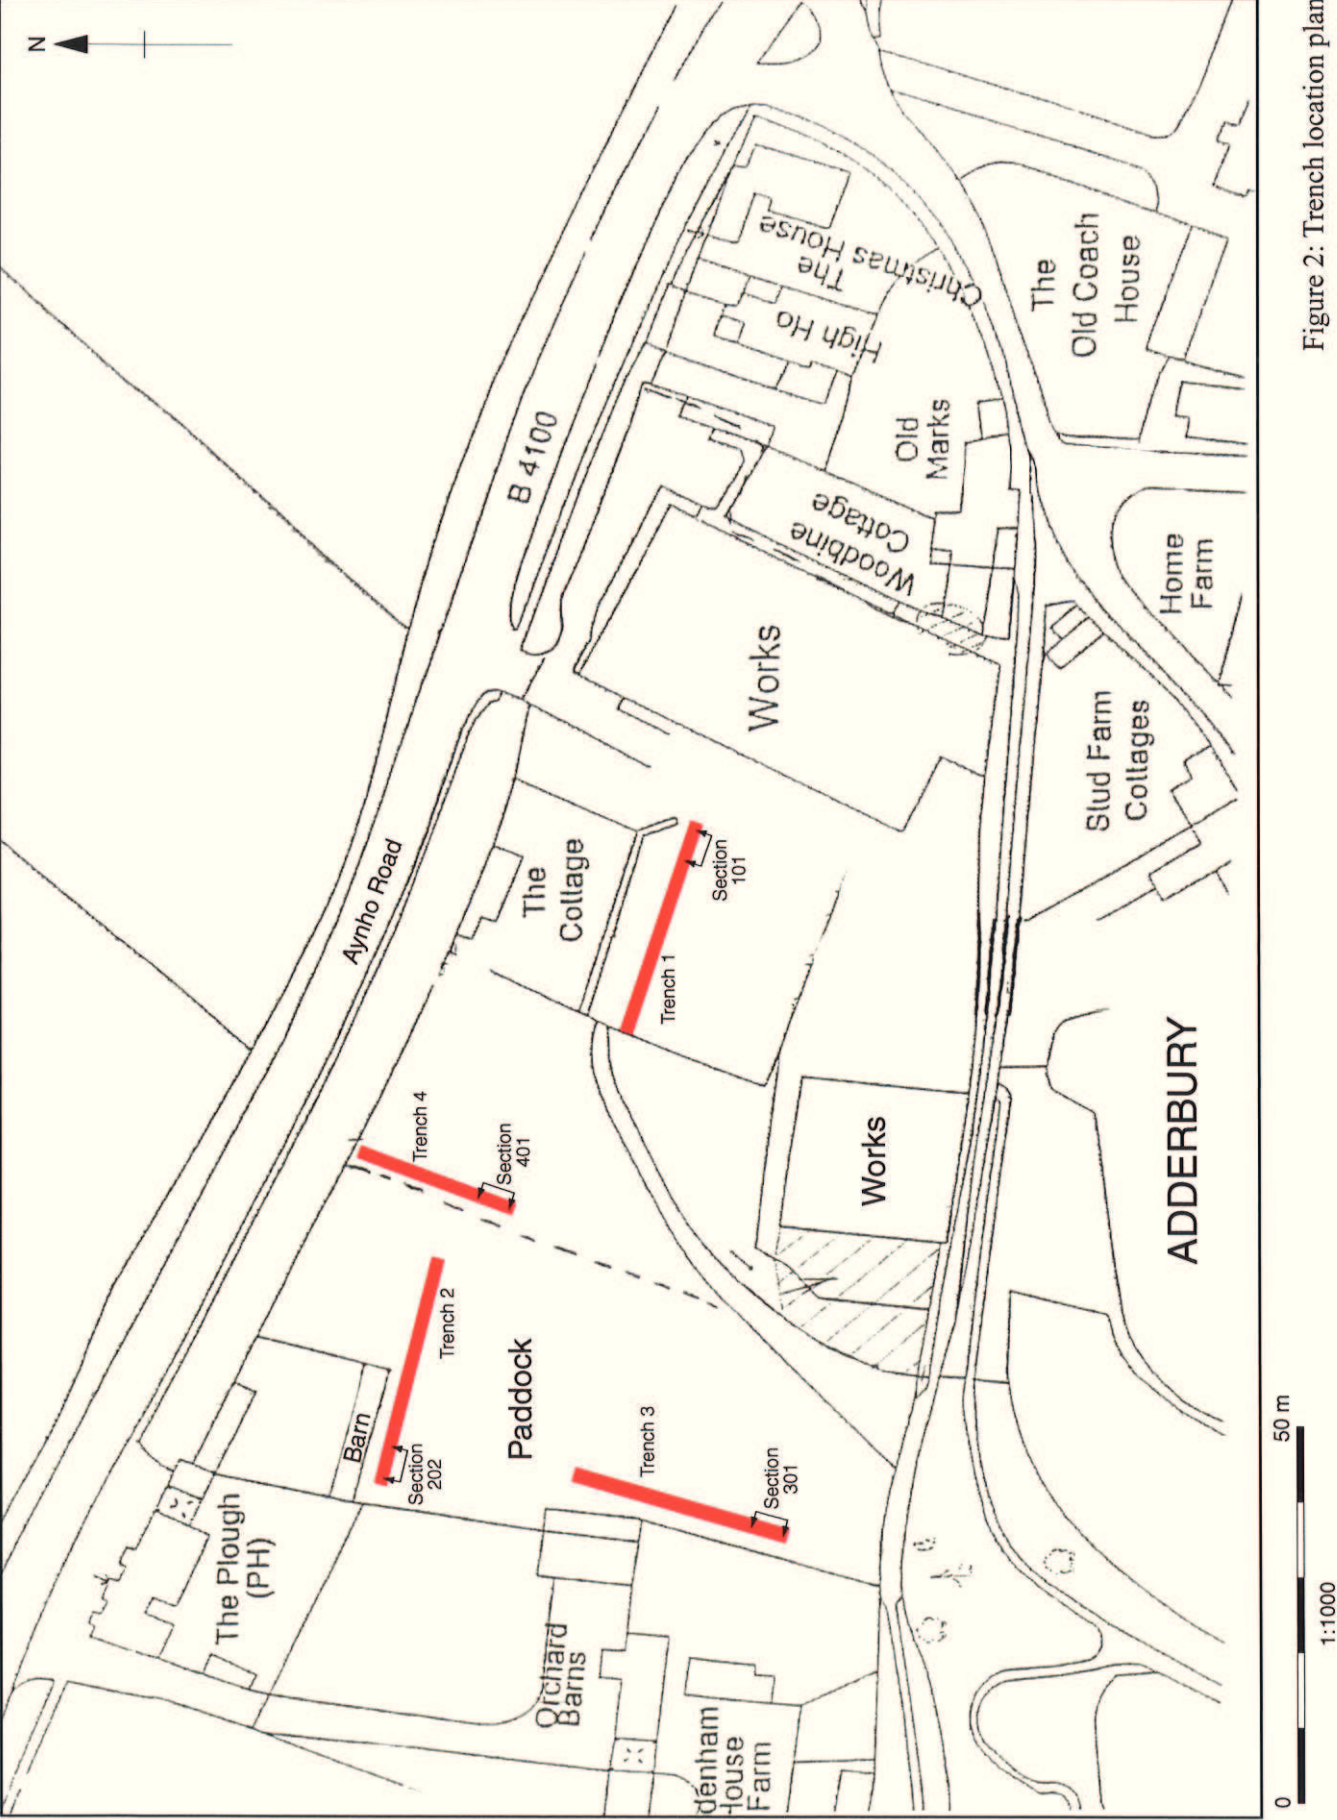 N
B 4100
Aynho Road
The
Christmas House
High Ho
Old
Marks
Woodbine
Cottage
The
Old Coach
House
Home
Farm
Works
Stud Farm
Cottages
The
Cottage
Section
101
Trench 1
Trench 4
Section
401
Works
ADDERBURY
Trench 2
Barn
Section
202
Paddock
Trench 3
Section
301
The Plough
(PH)
Orchard
Barns
denham
House
Farm
0
50 m
1:1000
Figure 2: Trench location plan